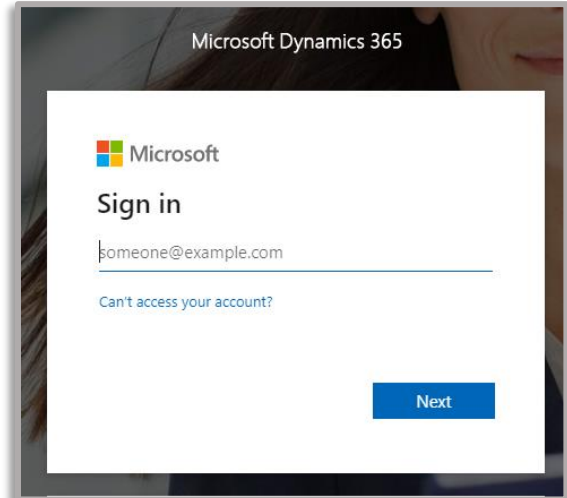 Microsoft Dynamics 365
Microsoft
Sign in
someone@example.com
Can't access your account?
Next